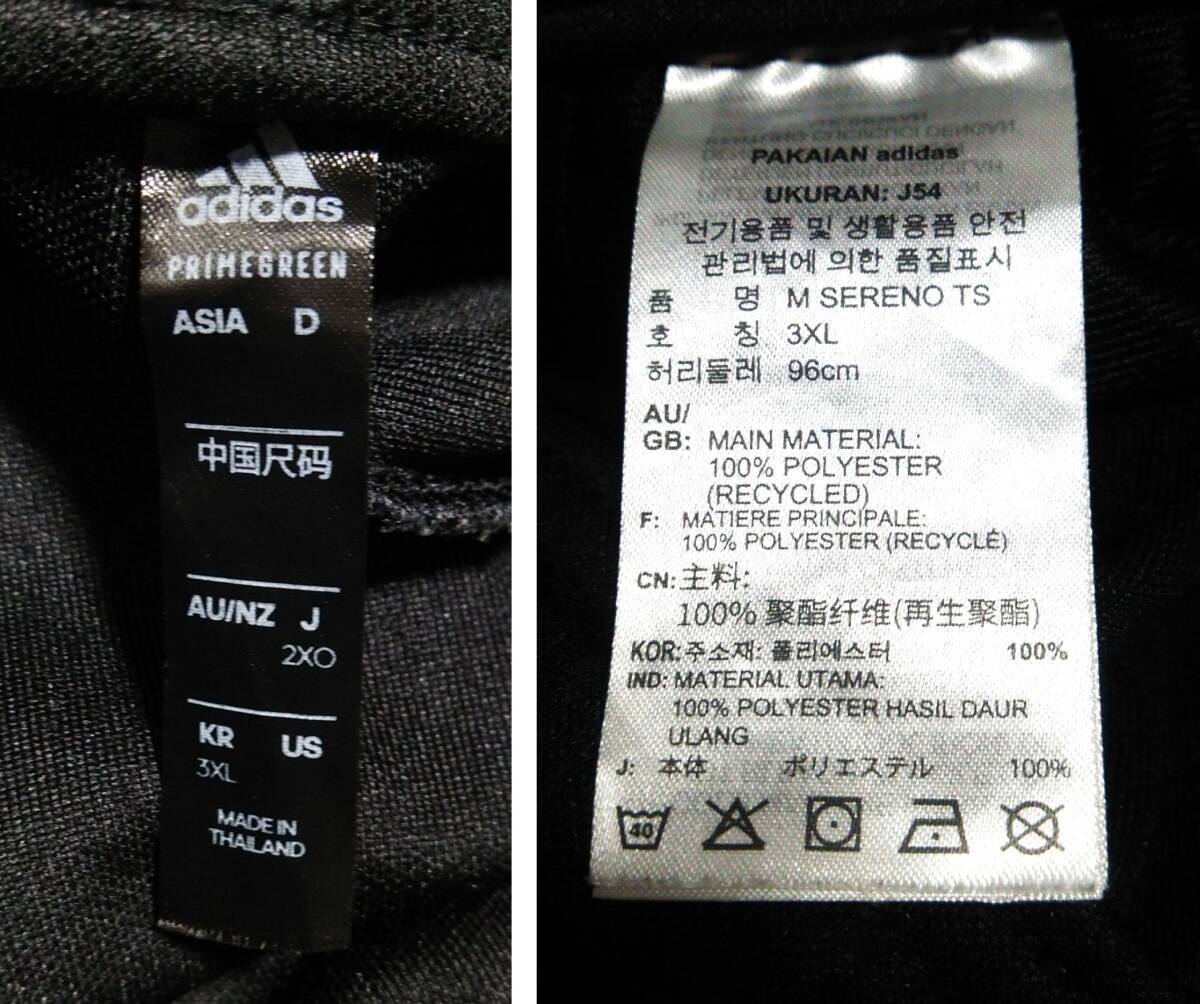 adidas
PRIMEGREEN
ASIA D
中国尺码
AU/NZ J
2XO
KR US
3XL
MADE IN
THAILAND
PAKAIAN adidas
UKURAN: J54
전기용품 및 생활용품 안전
관리법에 의한 품질표시
품 명 M SERENO TS
호 칭 3XL
허리둘레 96cm
AU/
GB: MAIN MATERIAL:
100% POLYESTER
(RECYCLED)
F: MATIERE PRINCIPALE:
100% POLYESTER (RECYCLÉ)
CN: 主料:
100% 聚酯纤维(再生聚酯)
KOR: 주소재: 폴리에스터 100%
IND: MATERIAL UTAMA:
100% POLYESTER HASIL DAUR
ULANG
J: 本体 ポリエステル 100%
40